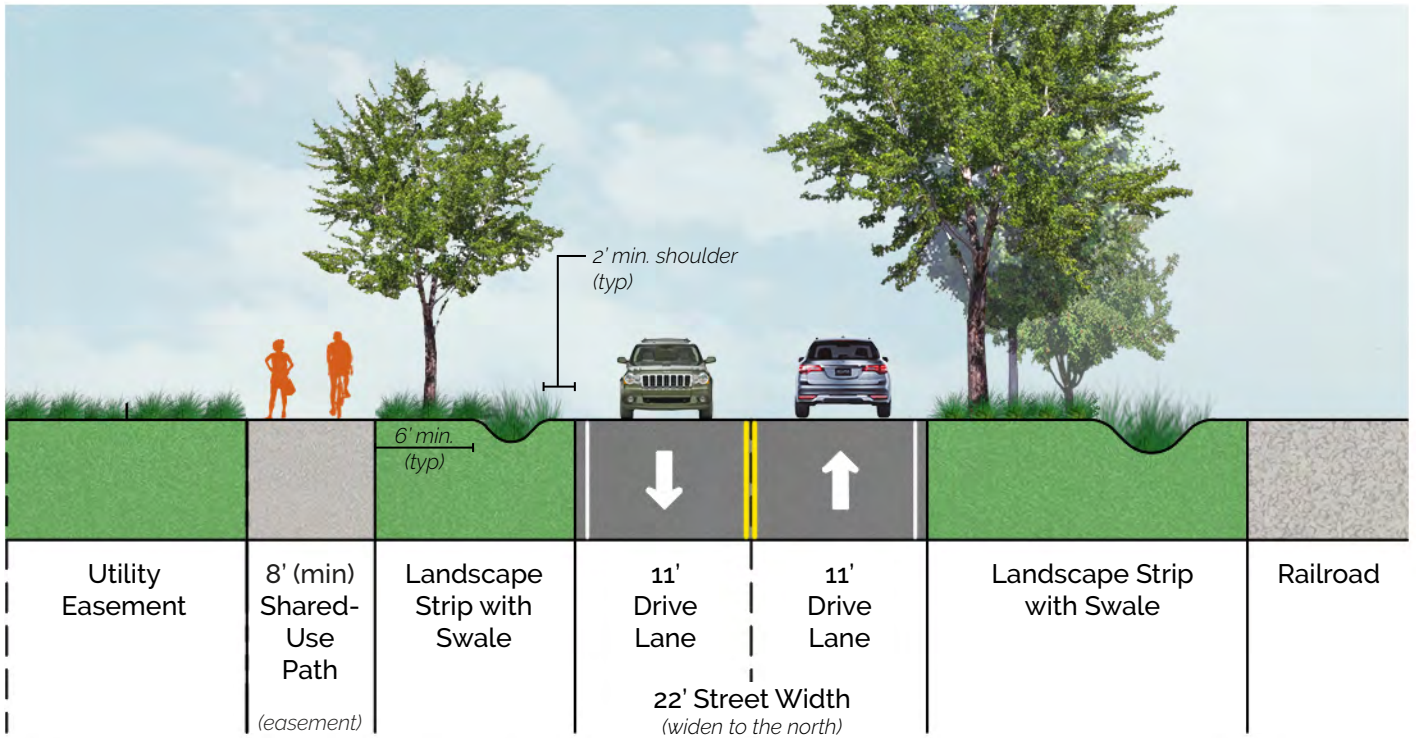 2’ min. shoulder
(typ)
6’ min.
(typ)
Utility
Easement
8’ (min)
Shared-
Use
Path
(easement)
Landscape
Strip with
Swale
11’
Drive
Lane
11’
Drive
Lane
22’ Street Width
(widen to the north)
Landscape Strip
with Swale
Railroad